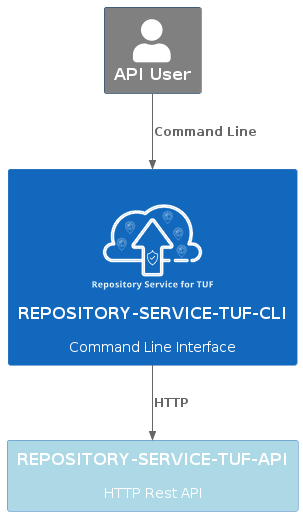 API User
Command Line
Repository Service for TUF
REPOSITORY-SERVICE-TUF-CLI
Command Line Interface
HTTP
REPOSITORY-SERVICE-TUF-API
HTTP Rest API